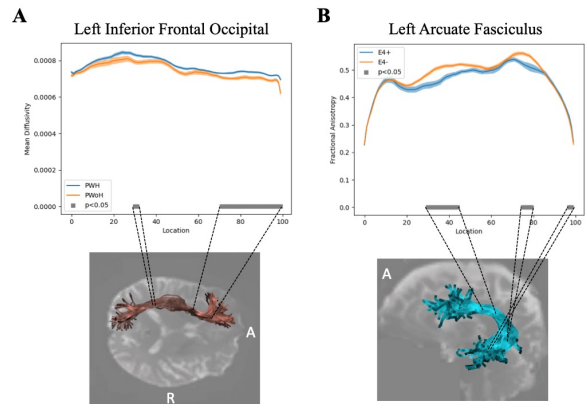 A
Left Inferior Frontal Occipital
0.0008
0.0006
0.0004
0.0002
0.0000
Mean Diffusivity
PWH
PWoH
p<0.05
0 20 40 60 80 100
Location
A
R
B
Left Arcuate Fasciculus
E4+
E4-
p<0.05
0.5
0.4
0.3
0.2
0.1
0.0
Fractional Anisotropy
0 20 40 60 80 100
Location
A